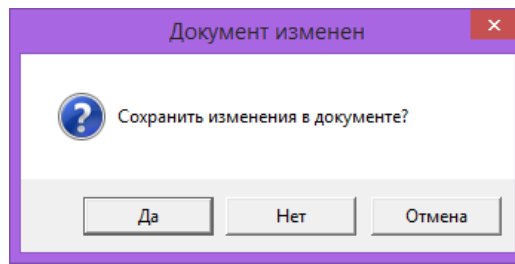 Документ изменен
Сохранить изменения в документе?
Да
Нет
Отмена